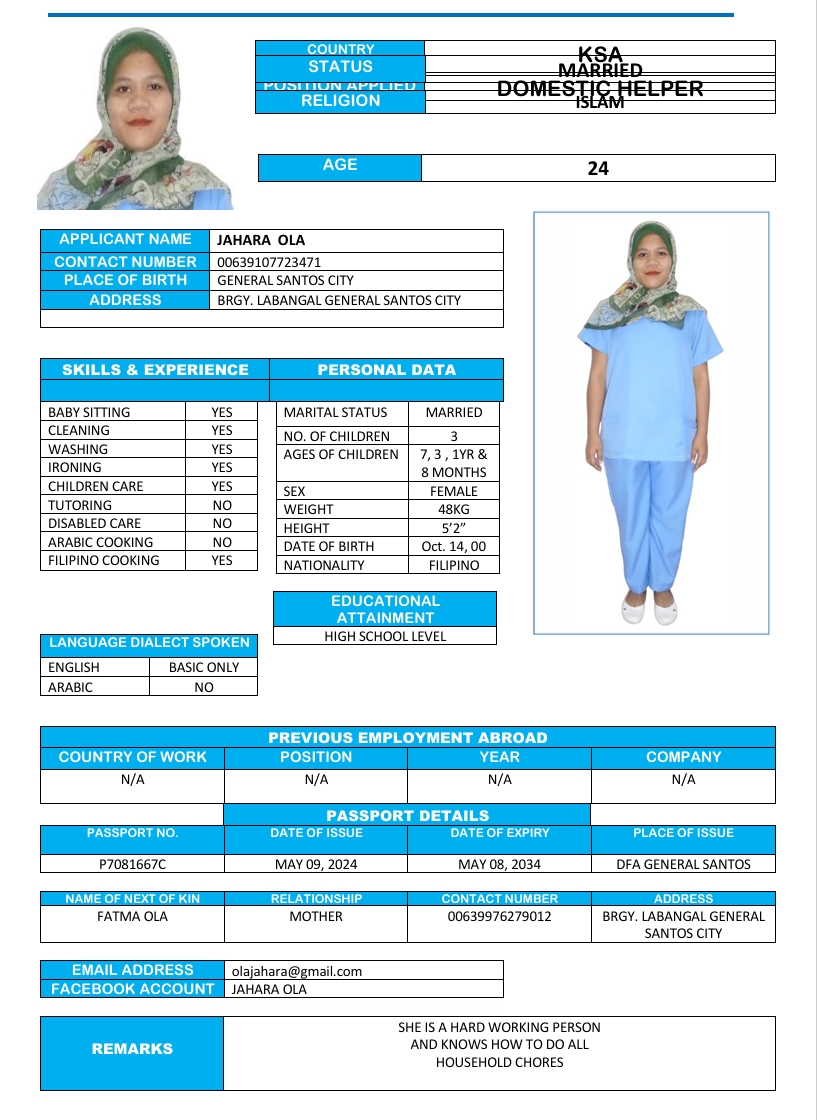 COUNTRY KSA
STATUS MARRIED
POSITION APPLIED DOMESTIC HELPER
RELIGION ISLAM
AGE 24
APPLICANT NAME JAHARA OLA
CONTACT NUMBER 00639107723471
PLACE OF BIRTH GENERAL SANTOS CITY
ADDRESS BRGY. LABANGAL GENERAL SANTOS CITY
SKILLS & EXPERIENCE PERSONAL DATA
BABY SITTING YES
CLEANING YES
WASHING YES
IRONING YES
CHILDREN CARE YES
TUTORING NO
DISABLED CARE NO
ARABIC COOKING NO
FILIPINO COOKING YES
MARITAL STATUS MARRIED
NO. OF CHILDREN 3
AGES OF CHILDREN 7, 3 , 1YR &
8 MONTHS
SEX FEMALE
WEIGHT 48KG
HEIGHT 5’2”
DATE OF BIRTH Oct. 14, 00
NATIONALITY FILIPINO
EDUCATIONAL
ATTAINMENT
HIGH SCHOOL LEVEL
LANGUAGE DIALECT SPOKEN
ENGLISH BASIC ONLY
ARABIC NO
PREVIOUS EMPLOYMENT ABROAD
COUNTRY OF WORK POSITION YEAR COMPANY
N/A N/A N/A N/A
PASSPORT DETAILS
PASSPORT NO. DATE OF ISSUE DATE OF EXPIRY PLACE OF ISSUE
P7081667C MAY 09, 2024 MAY 08, 2034 DFA GENERAL SANTOS
NAME OF NEXT OF KIN RELATIONSHIP CONTACT NUMBER ADDRESS
FATMA OLA MOTHER 00639976279012 BRGY. LABANGAL GENERAL
SANTOS CITY
EMAIL ADDRESS olajahara@gmail.com
FACEBOOK ACCOUNT JAHARA OLA
REMARKS
SHE IS A HARD WORKING PERSON
AND KNOWS HOW TO DO ALL
HOUSEHOLD CHORES